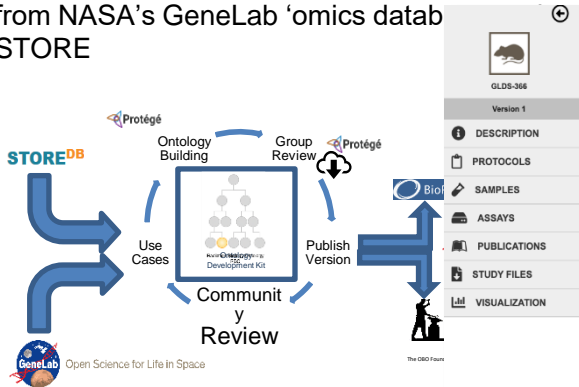 from NASA's GeneLab 'omics datab
STORE
GLDS-366
Version 1
DESCRIPTION
PROTOCOLS
SAMPLES
ASSAYS
PUBLICATIONS
STUDY FILES
VISUALIZATION
Protégé
Ontology
Building
Group
Review
Protégé
STOREDB
Use
Cases
Development Kit
Publish
Version
Communit
y
Review
GeneLab
Open Science for Life in Space
The OBO Foun